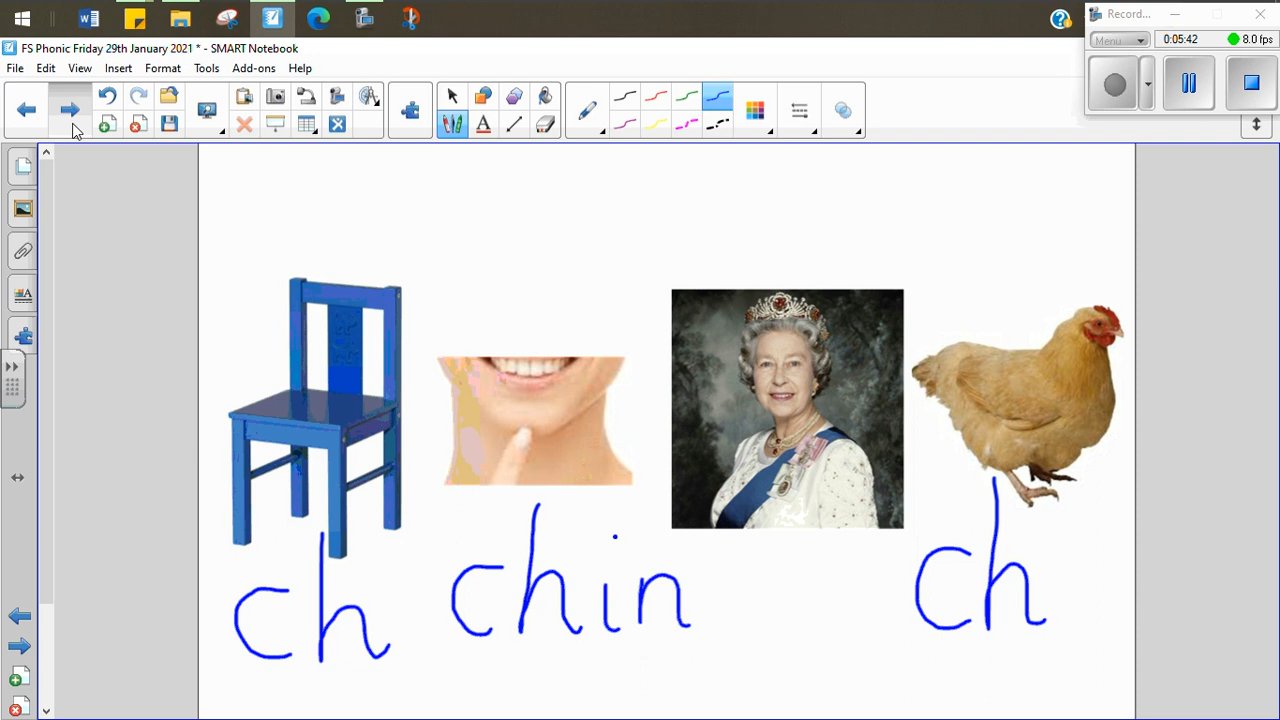 Record...
Menu
0:05:42
8.0 fps
FS Phonic Friday 29th January 2021 * - SMART Notebook
File Edit View Insert Format Tools Add-ons Help
ch
chin
ch